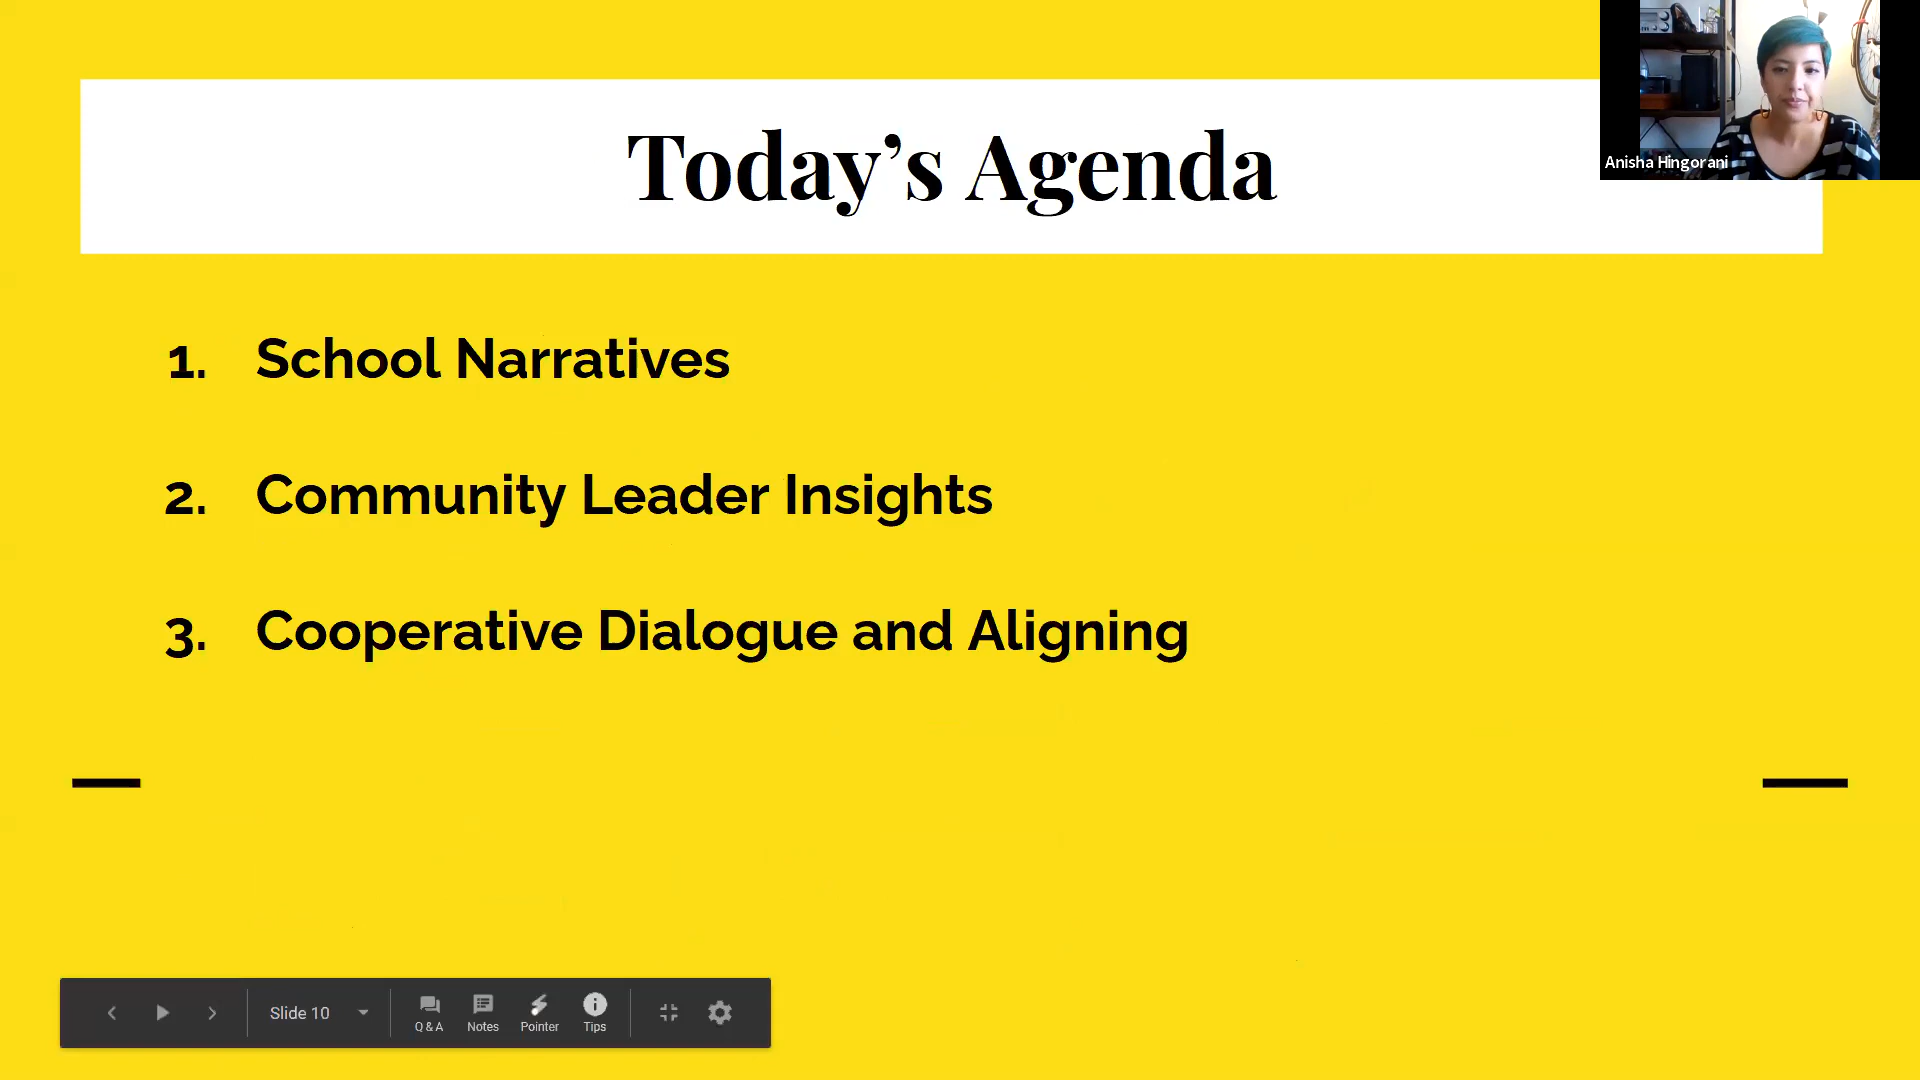 Today’s Agenda
Anisha Hingorani
1. School Narratives
2. Community Leader Insights
3. Cooperative Dialogue and Aligning
Slide 10
Q & A
Notes
Pointer
Tips